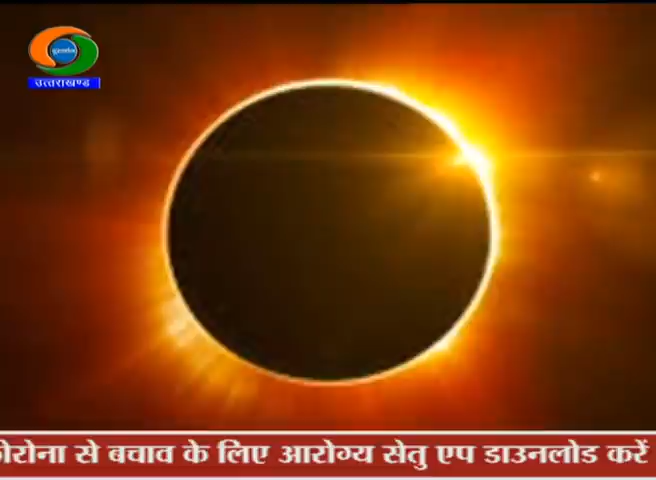 उत्तराखण्ड
कोरोना से बचाव के लिए आरोग्य सेतु एप डाउनलोड करें